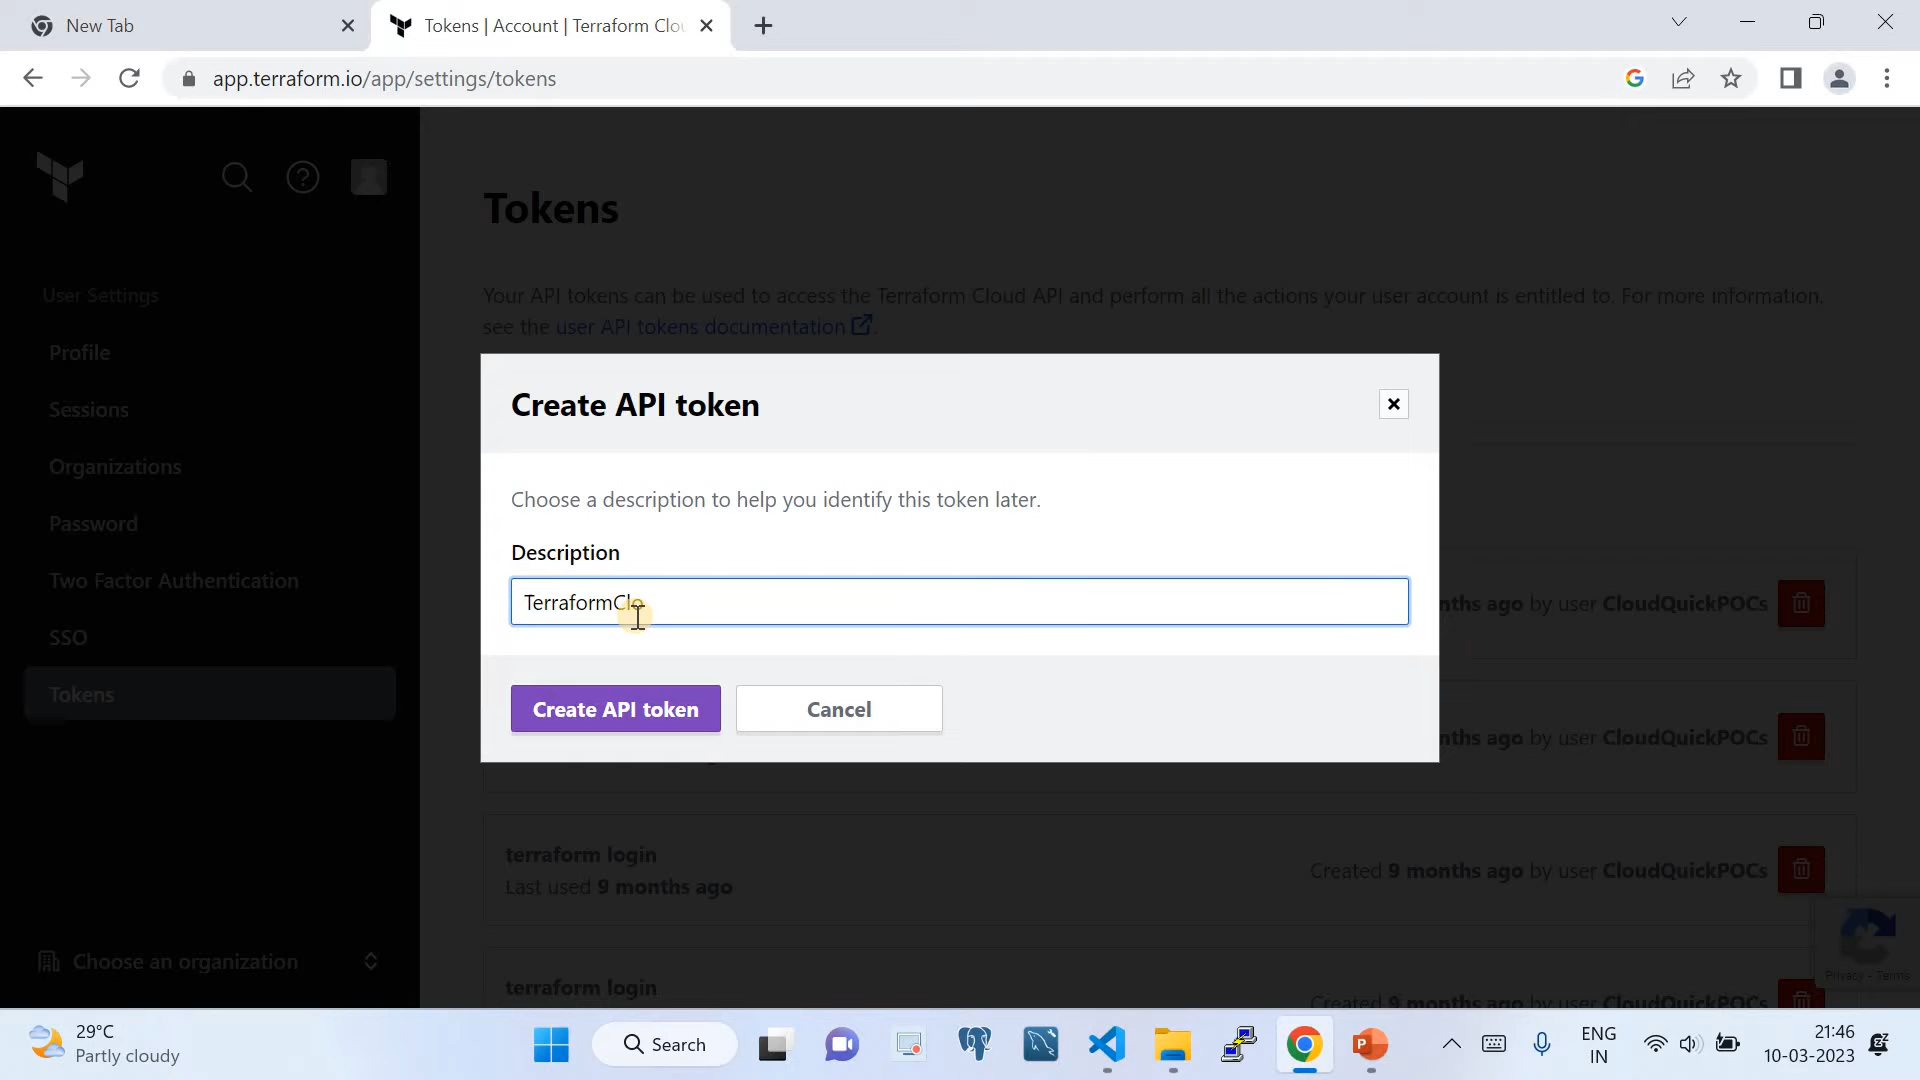 New Tab
Tokens | Account | Terraform Clou
app.terraform.io/app/settings/tokens
Tokens
User Settings
Your API tokens can be used to access the Terraform Cloud API and perform all the actions your user account is entitled to. For more information,
see the user API tokens documentation
Profile
Sessions
Organizations
Password
Two Factor Authentication
SSO
Tokens
Create API token
Choose a description to help you identify this token later.
Description
TerraformClo
Create API token
Cancel
ths ago by user CloudQuickPOCs
ths ago by user CloudQuickPOCs
terraform login
Last used 9 months ago
Created 9 months ago by user CloudQuickPOCs
terraform login
Created 9 months ago by user CloudQuickPOCs
Choose an organization
Privacy - Terms
29°C
Partly cloudy
Search
ENG
IN
21:46
10-03-2023